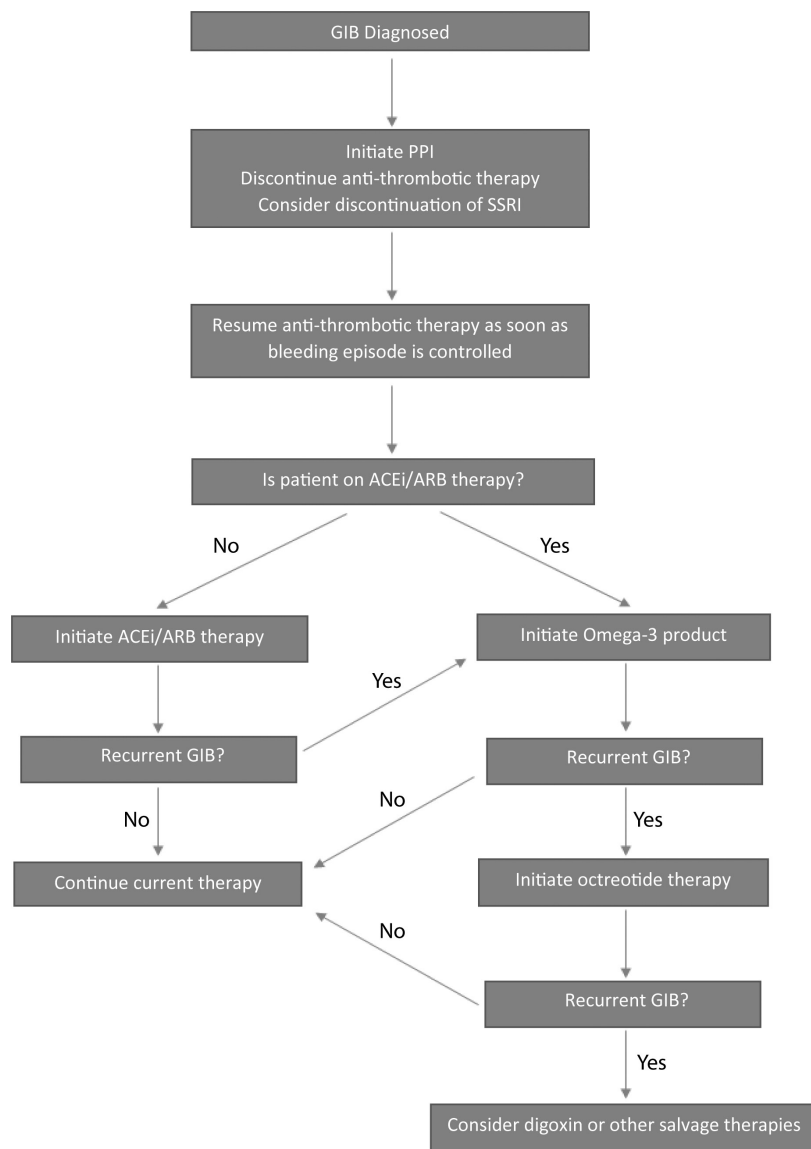 GIB Diagnosed
Initiate PPI
Discontinue anti-thrombotic therapy
Consider discontinuation of SSRI
Resume anti-thrombotic therapy as soon as
bleeding episode is controlled
Is patient on ACEi/ARB therapy?
No
Yes
Initiate ACEi/ARB therapy
Initiate Omega-3 product
Yes
Recurrent GIB?
Recurrent GIB?
No
No
Yes
Continue current therapy
Initiate octreotide therapy
No
Recurrent GIB?
Yes
Consider digoxin or other salvage therapies